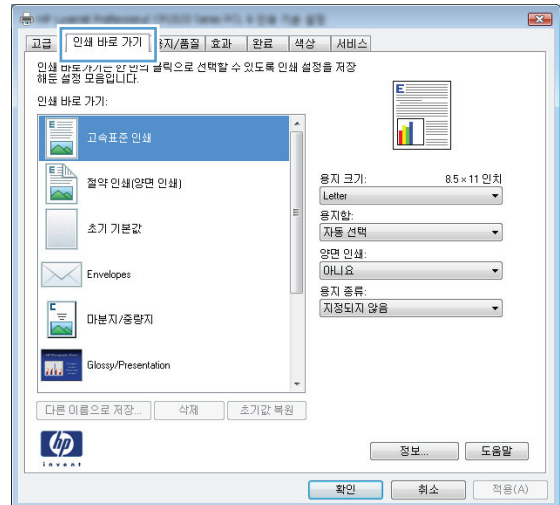 고급 인쇄 바로 가기 용지/품질 효과 완료 색상 서비스
인쇄 바로가기는 한 번의 클릭으로 선택할 수 있도록 인쇄 설정을 저장
해둔 설정 모음입니다.
인쇄 바로 가기:
고속표준 인쇄
절약 인쇄(양면 인쇄)
초기 기본값
Envelopes
마분지/중량지
Glossy/Presentation
용지 크기: 8.5 × 11 인치
Letter
용지함:
자동 선택
양면 인쇄:
아니요
용지 종류:
지정되지 않음
다른 이름으로 저장... 삭제 초기값 복원
hp
invent
정보... 도움말
확인 취소 적용(A)